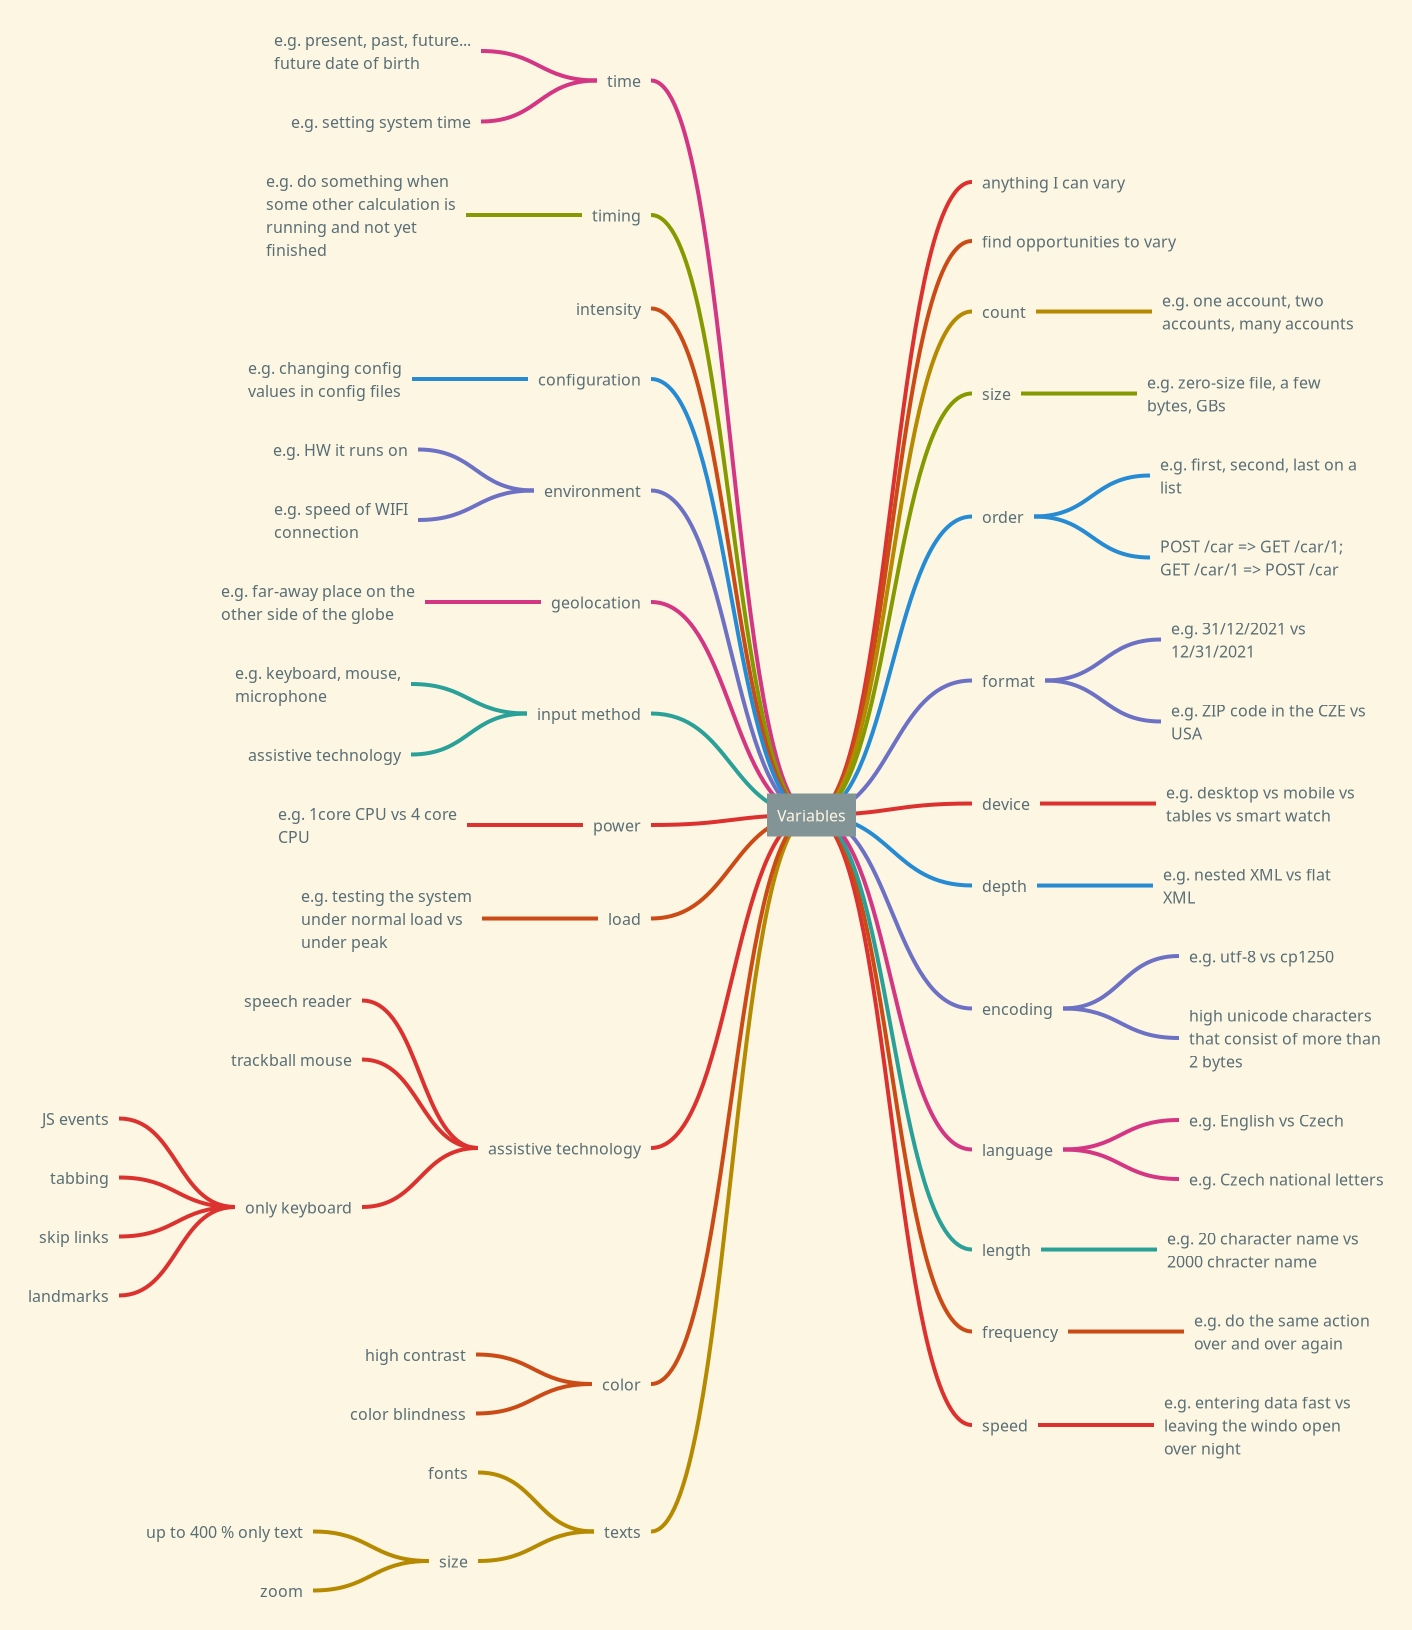 Variables
anything I can vary
find opportunities to vary
count
e.g. one account, two
accounts, many accounts
size
e.g. zero-size file, a few
bytes, GBs
order
e.g. first, second, last on a
list
POST /car => GET /car/1;
GET /car/1 => POST /car
format
e.g. 31/12/2021 vs
12/31/2021
e.g. ZIP code in the CZE vs
USA
device
e.g. desktop vs mobile vs
tables vs smart watch
depth
e.g. nested XML vs flat
XML
encoding
e.g. utf-8 vs cp1250
high unicode characters
that consist of more than
2 bytes
language
e.g. English vs Czech
e.g. Czech national letters
length
e.g. 20 character name vs
2000 chracter name
frequency
e.g. do the same action
over and over again
speed
e.g. entering data fast vs
leaving the windo open
over night
time
e.g. present, past, future...
future date of birth
e.g. setting system time
timing
e.g. do something when
some other calculation is
running and not yet
finished
intensity
configuration
e.g. changing config
values in config files
environment
e.g. HW it runs on
e.g. speed of WIFI
connection
geolocation
e.g. far-away place on the
other side of the globe
input method
e.g. keyboard, mouse,
microphone
assistive technology
power
e.g. 1core CPU vs 4 core
CPU
load
e.g. testing the system
under normal load vs
under peak
assistive technology
speech reader
trackball mouse
only keyboard
JS events
tabbing
skip links
landmarks
color
high contrast
color blindness
texts
fonts
size
up to 400 % only text
zoom